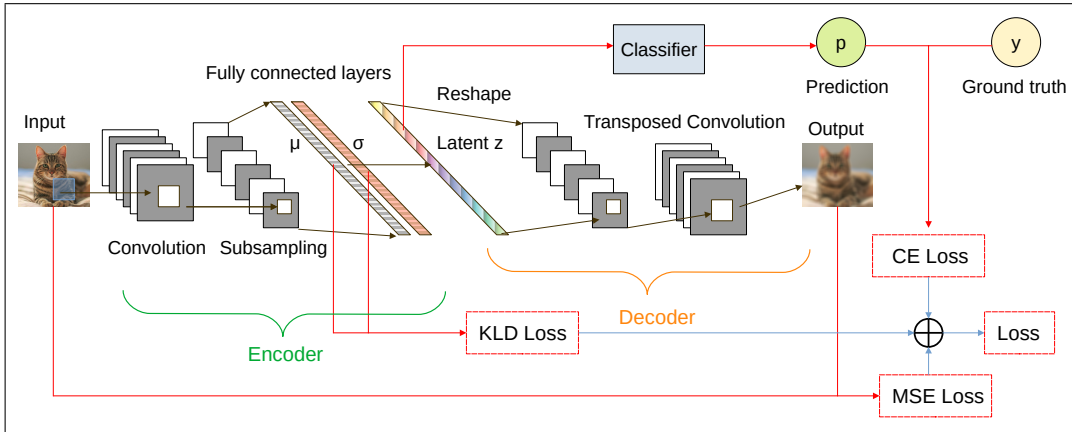 Classifier
p
y
Fully connected layers
Prediction
Ground truth
Reshape
Input
Transposed Convolution
Output
μ
σ
Latent z
Convolution
Subsampling
CE Loss
Encoder
Decoder
KLD Loss
Loss
MSE Loss